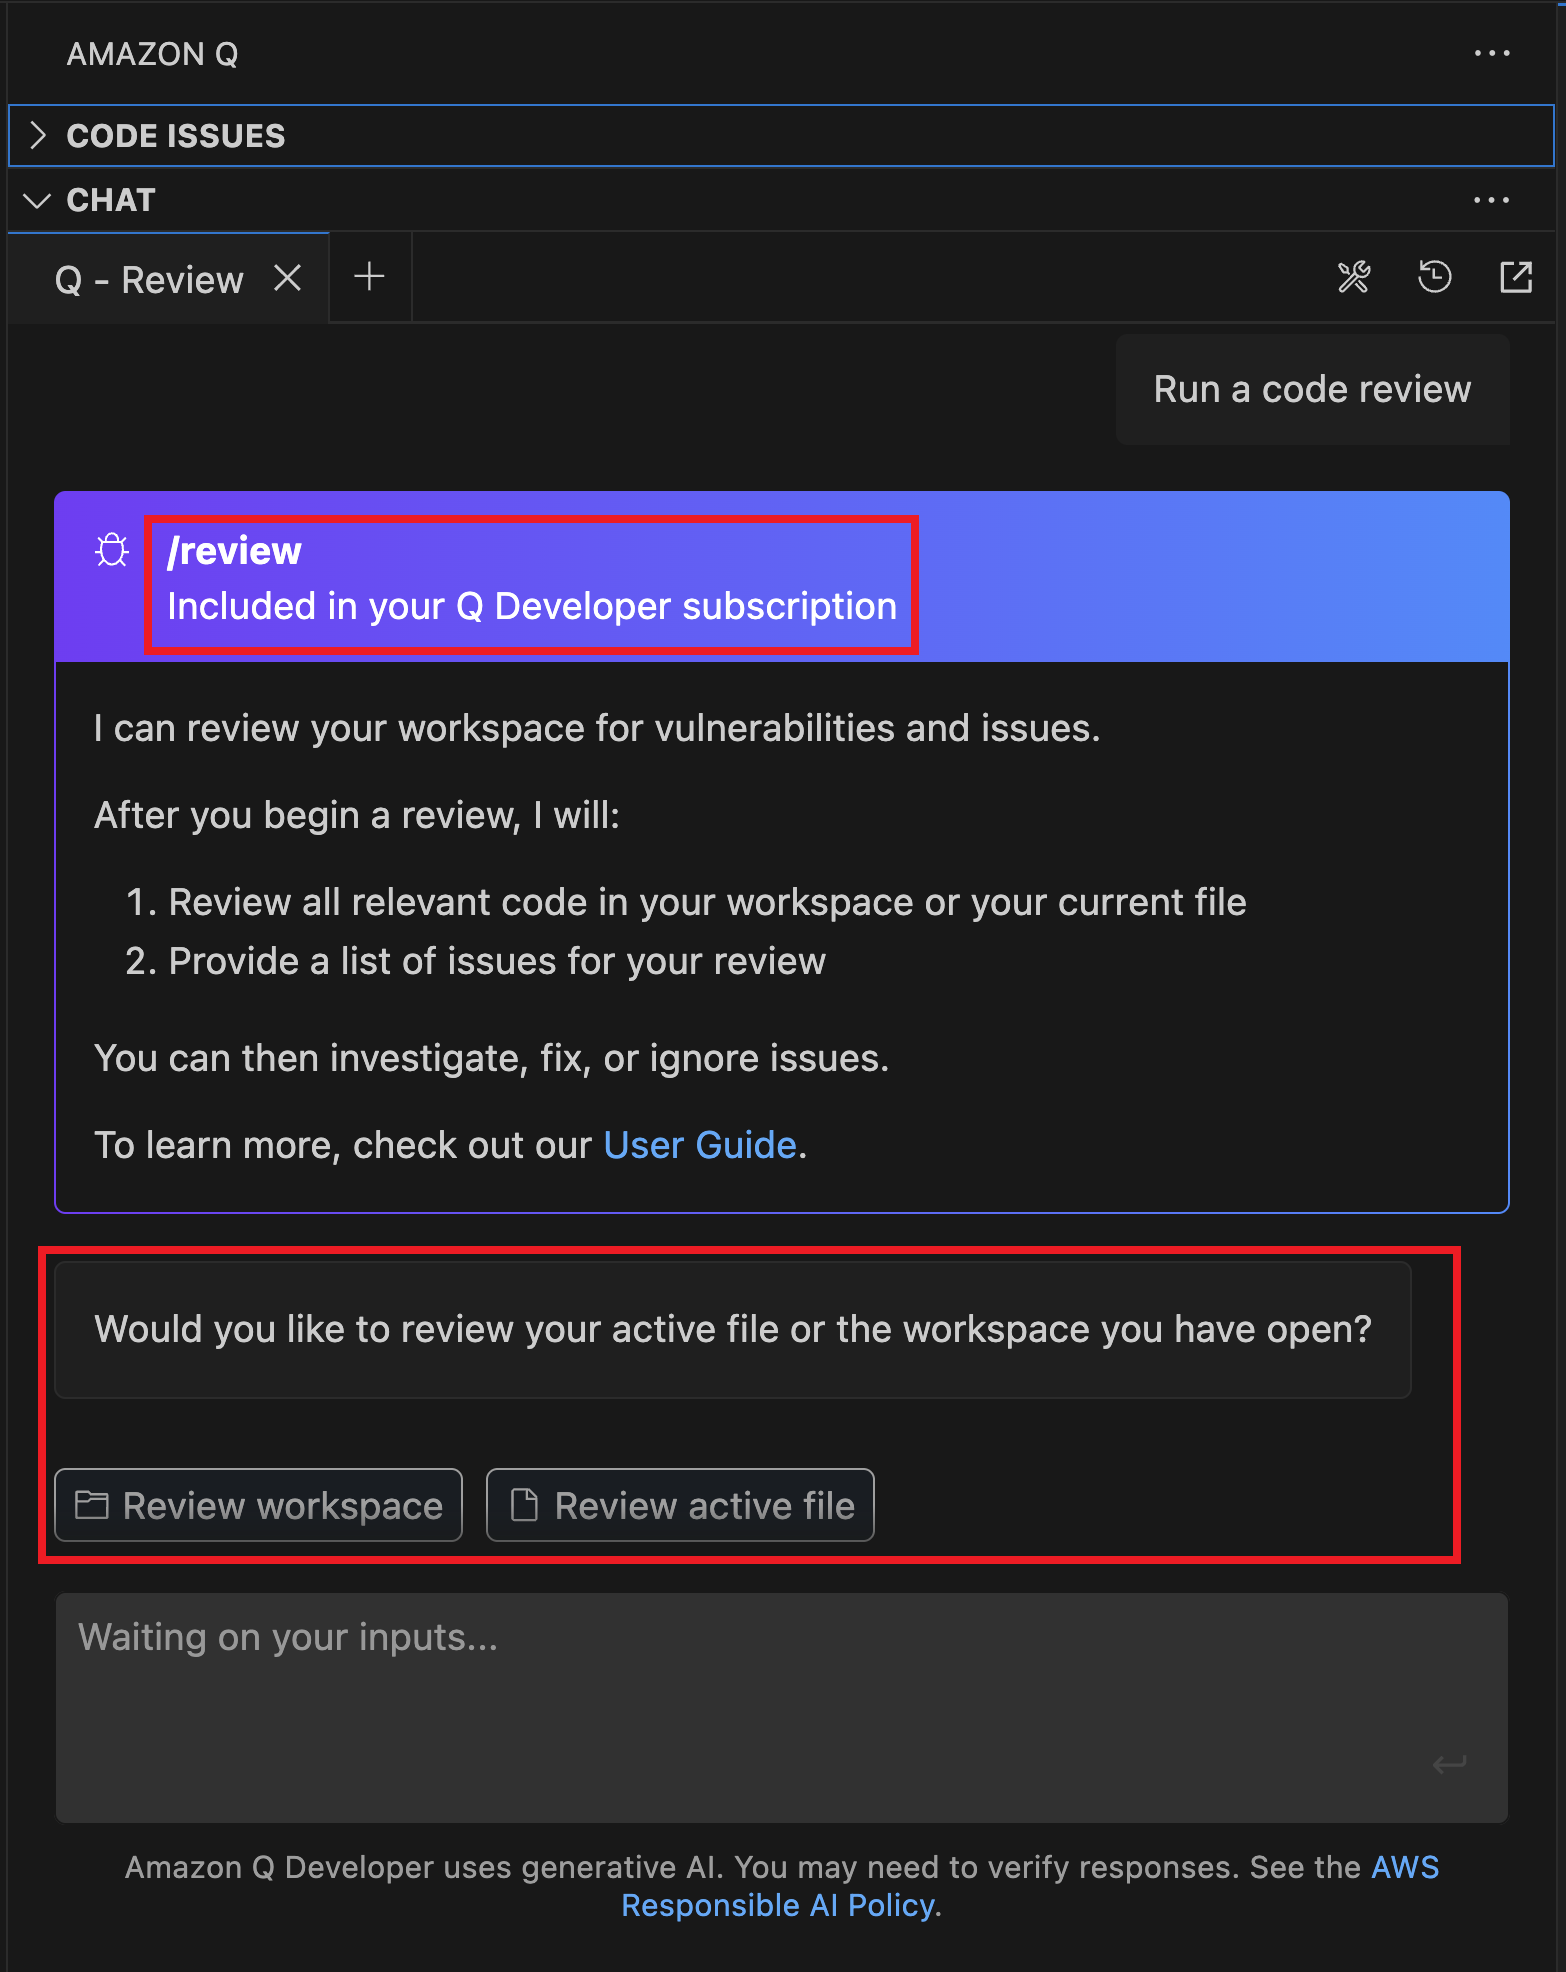 AMAZON Q
CODE ISSUES
CHAT
Q - Review
Run a code review
/review
Included in your Q Developer subscription
I can review your workspace for vulnerabilities and issues.
After you begin a review, I will:
1. Review all relevant code in your workspace or your current file
2. Provide a list of issues for your review
You can then investigate, fix, or ignore issues.
To learn more, check out our User Guide.
Would you like to review your active file or the workspace you have open?
Review workspace
Review active file
Waiting on your inputs...
Amazon Q Developer uses generative AI. You may need to verify responses. See the AWS
Responsible AI Policy.